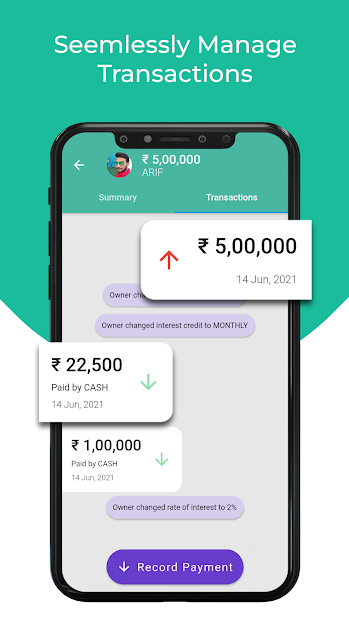 Seemlessly Manage
Transactions
₹ 5,00,000
ARIF
Summary
Transactions
₹ 5,00,000
14 Jun, 2021
Owner cha
Owner changed interest credit to MONTHLY
₹ 22,500
Paid by CASH
14 Jun, 2021
₹ 1,00,000
Paid by CASH
14 Jun, 2021
Owner changed rate of interest to 2%
Record Payment